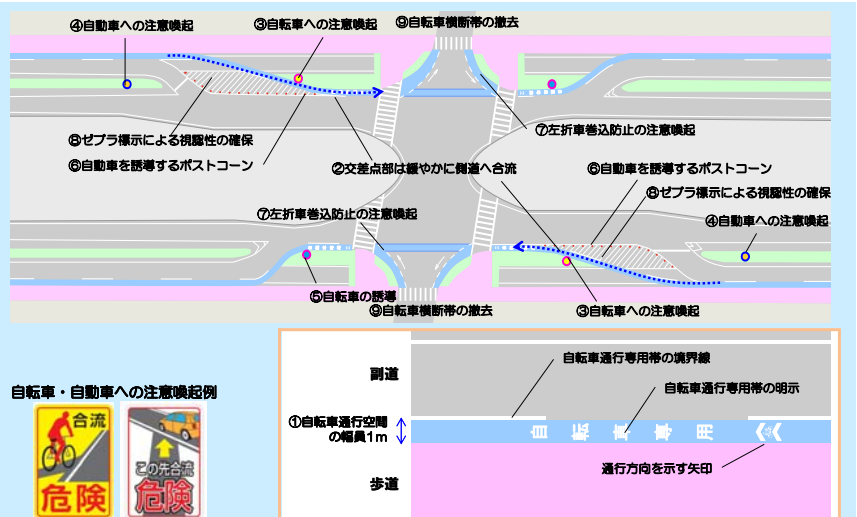 ④自動車への注意喚起
③自転車への注意喚起
⑨自転車横断帯の撤去
⑧ゼブラ標示による視認性の確保
⑥自動車を誘導するポストコーン
②交差点部は緩やかに側道へ合流
⑦左折車巻込防止の注意喚起
⑥自動車を誘導するポストコーン
⑧ゼブラ標示による視認性の確保
④自動車への注意喚起
⑦左折車巻込防止の注意喚起
⑤自転車の誘導
⑨自転車横断帯の撤去
③自転車への注意喚起
自転車・自動車への注意喚起例
合流
危険
この先合流
危険
副道
自転車通行専用帯の境界線
自転車通行専用帯の明示
①自転車通行空間
の幅員1m
自転車専用
通行方向を示す矢印
歩道